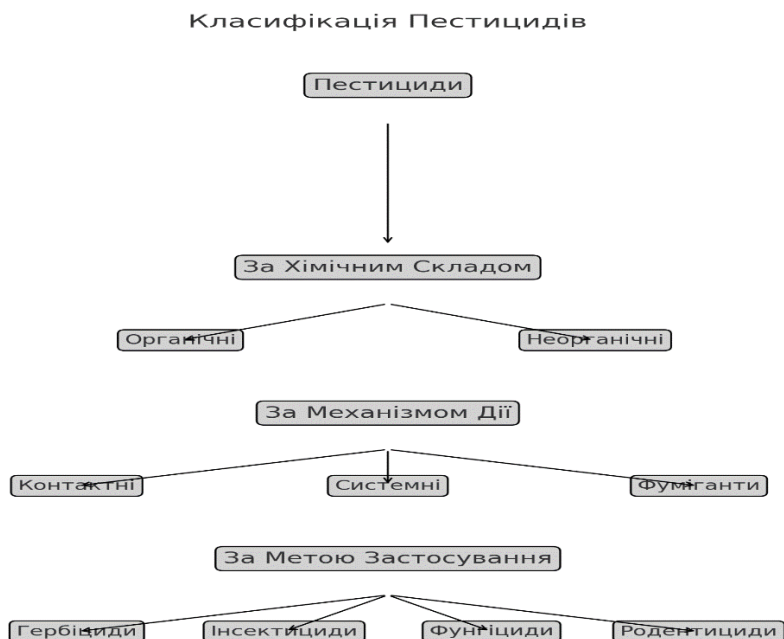 Класифікація Пестицидів
Пестициди
За Хімічним Складом
Органічні Неорганічні
За Механізмом Дії
Контактні Системні Фуміганти
За Метою Застосування
Гербіциди Інсектициди Фунгіциди Родентициди